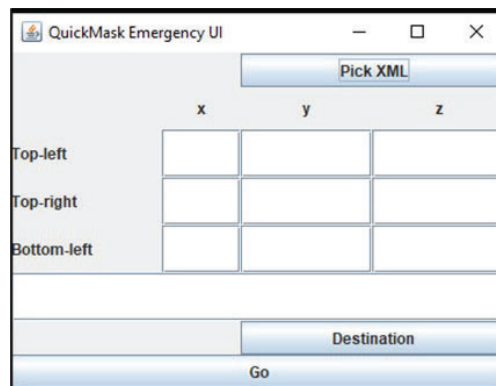 QuickMask Emergency UI
Pick XML
x y z
Top-left
Top-right
Bottom-left
Destination
Go